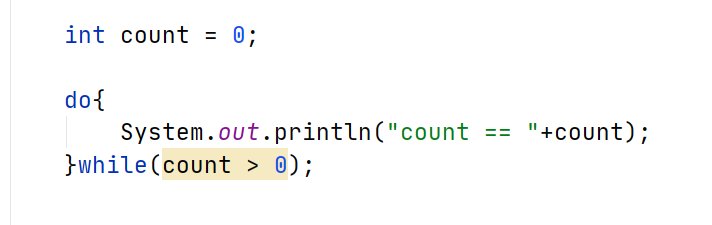 int count = 0;
do{
System.out.println("count == "+count);
}while(count > 0);